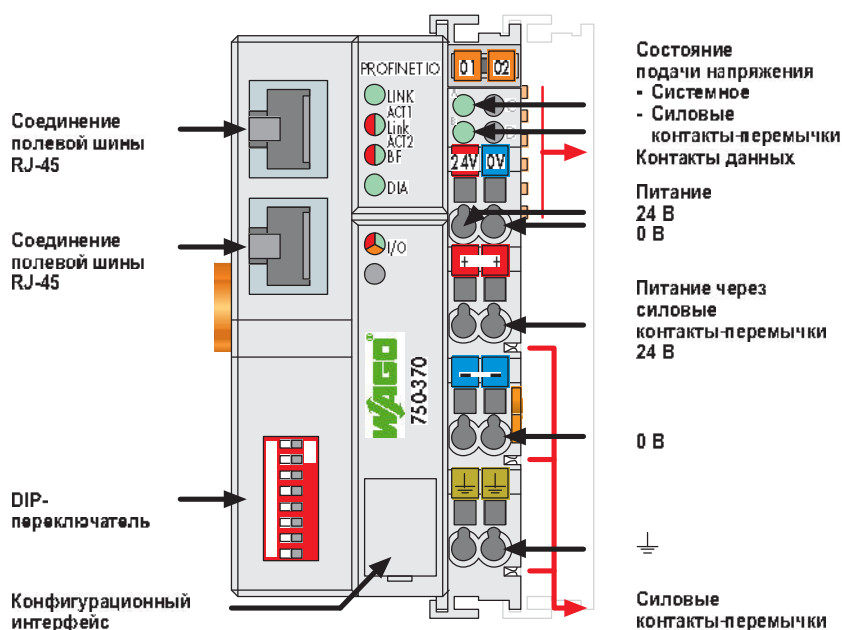 Соединение
полевой шины
RJ-45
Соединение
полевой шины
RJ-45
DIP-
переключатель
Конфигурационный
интерфейс
PROFINET IO
LINK
ACT1
Link
ACT2
BF
DIA
I/O
WAGO®
750-370
01 02
A C
B D
24V 0V
+ +
- -
Состояние
подачи напряжения
- Системное
- Силовые
контакты-перемычки
Контакты данных
Питание
24 В
0 В
Питание через
силовые
контакты-перемычки
24 В
0 В
Силовые
контакты-перемычки